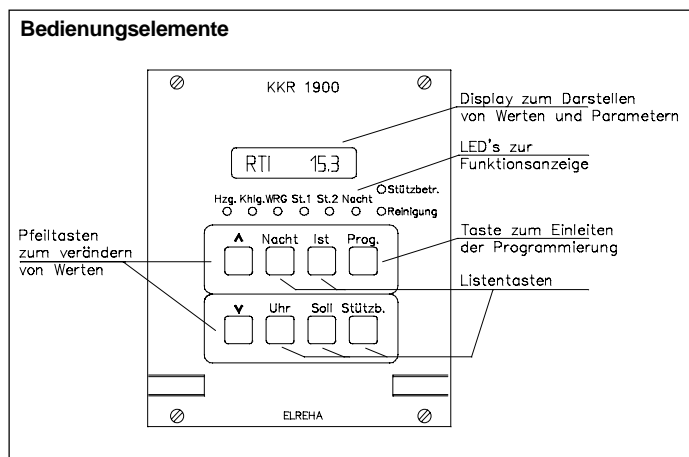 Bedienungselemente
KKR 1900
Display zum Darstellen
von Werten und Parametern
RTI 15.3
LED's zur
Funktionsanzeige
Stützbetr.
Hzg. Khlg. WRG St.1 St.2 Nacht
Reinigung
Pfeiltasten
zum verändern
von Werten
^ Nacht Ist Prog.
Taste zum Einleiten
der Programmierung
Listentasten
v Uhr Soll Stützb.
ELREHA